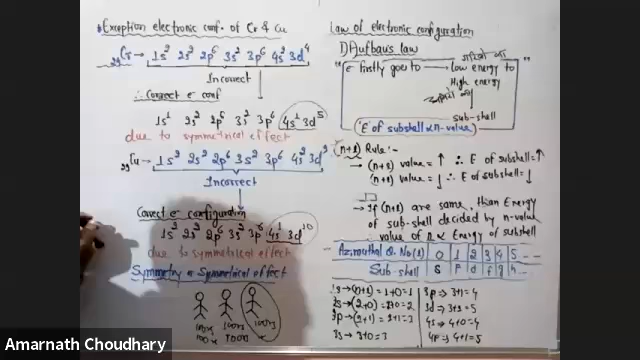 Exception electronic conf. of Cr & Cu
Cr → 1s² 2s² 2p⁶ 3s² 3p⁶ 4s² 3d⁴
Incorrect
∴ Correct e⁻ conf
1s¹ 2s² 2p⁶ 3s² 3p⁶ 4s¹ 3d⁵
due to symmetrical effect
₂₉Cu → 1s² 2s² 2p⁶ 3s² 3p⁶ 4s² 3d⁹
Incorrect
Correct e⁻ configuration
1s² 2s² 2p⁶ 3s² 3p⁶ 4s¹ 3d¹⁰
due to symmetrical effect
Symmetry or Symmetrical effect
Law of electronic configuration
1) Aufbau's law
"e⁻ firstly goes to → Low energy to
High energy
sub-shell "
'E' of subshell ∝ n-value
(n+l) Rule :-
→ (n+l) value = ↑ ∴ E of subshell = ↑
(n+l) value = ↓ ∴ E of subshell = ↓
→ If (n+l) are same, than Energy
of sub-shell decided by n-value
∴ value of n ∝ Energy of subshell
Azimuthal Q.No(l) 0 1 2 3 4 5 ...
Sub-shell s p d f g h ...
1s → (n+l) = 1+0 = 1
2s → (2+0) = 2+0 = 2
2p → (2+1) = 2+1 = 3
3s → 3+0 = 3
3p → 3+1 = 4
3d → 3+2 = 5
4s → 4+0 = 4
4p → 4+1 = 5
Amarnath Choudhary